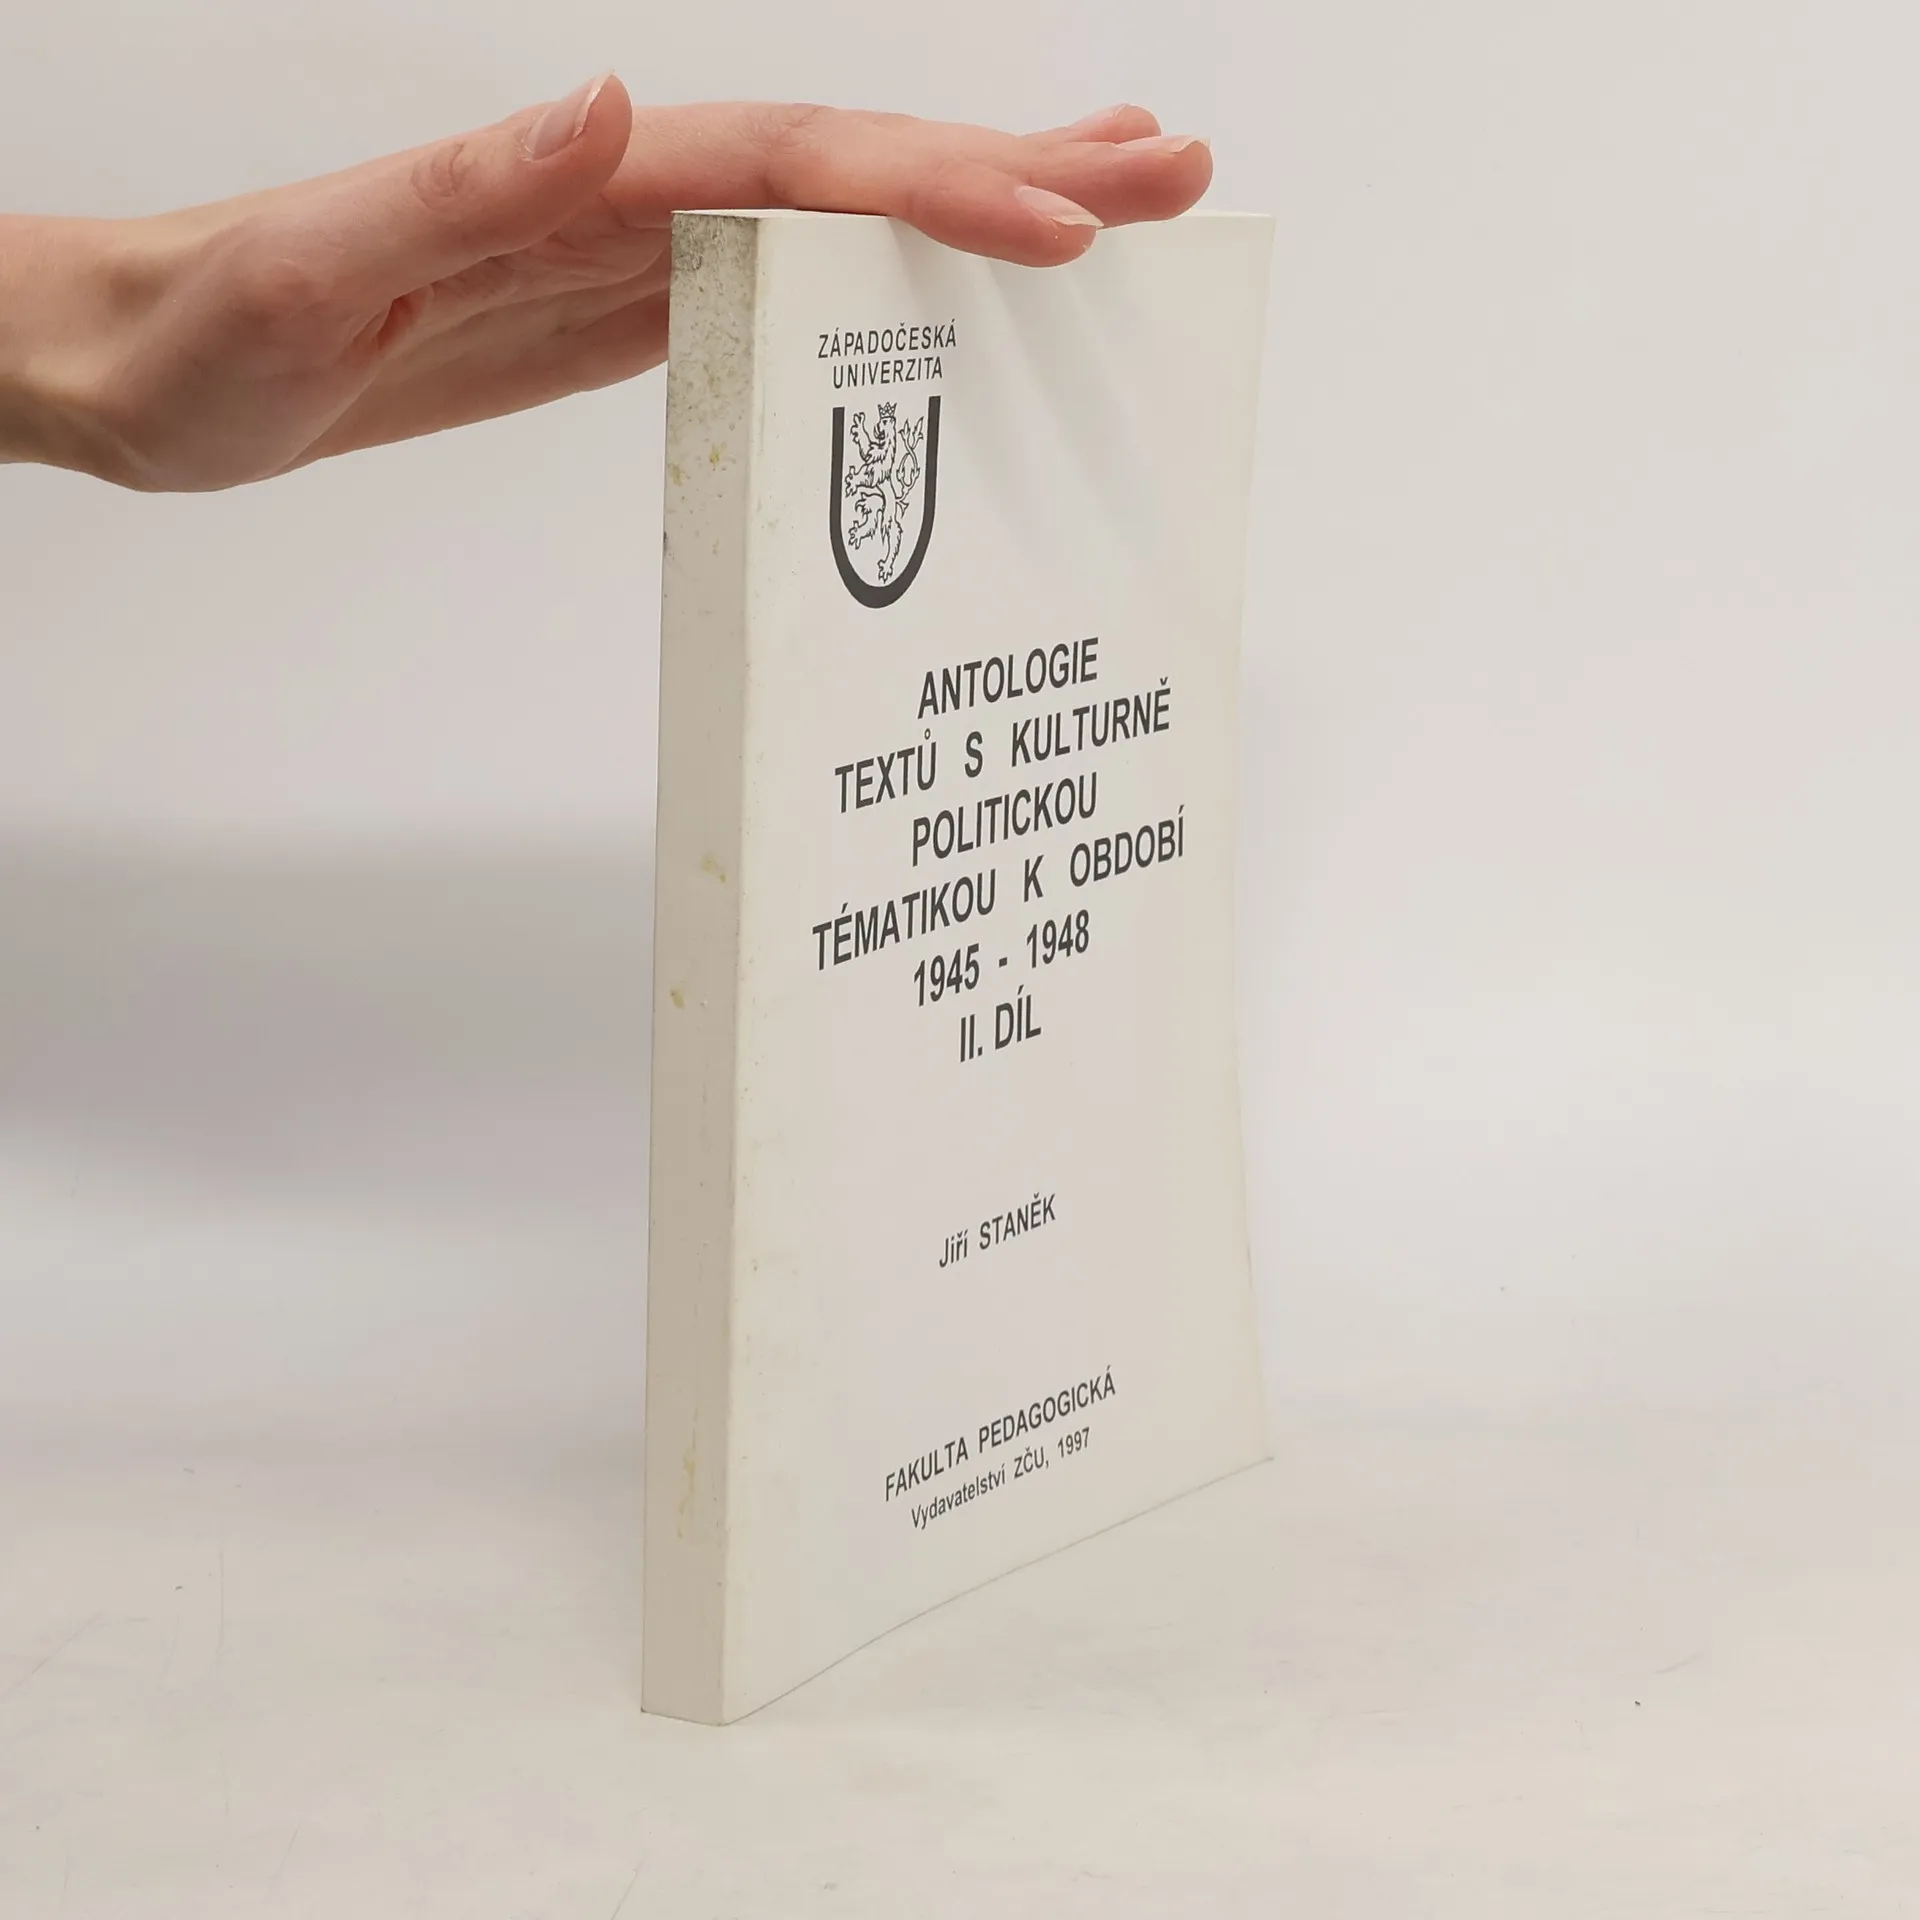 ZÁPADOČESKÁ
UNIVERZITA
ANTOLOGIE
TEXTŮ S KULTURNĚ
POLITICKOU
TÉMATIKOU K OBDOBÍ
1945 - 1948
II. DÍL
Jiří STANĚK
FAKULTA PEDAGOGICKÁ
Vydavatelství ZČU, 1997